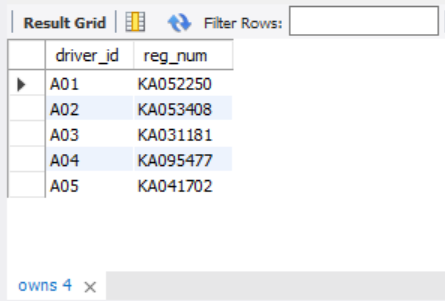 Result Grid Filter Rows:
driver_id reg_num
A01 KA052250
A02 KA053408
A03 KA031181
A04 KA095477
A05 KA041702
owns 4